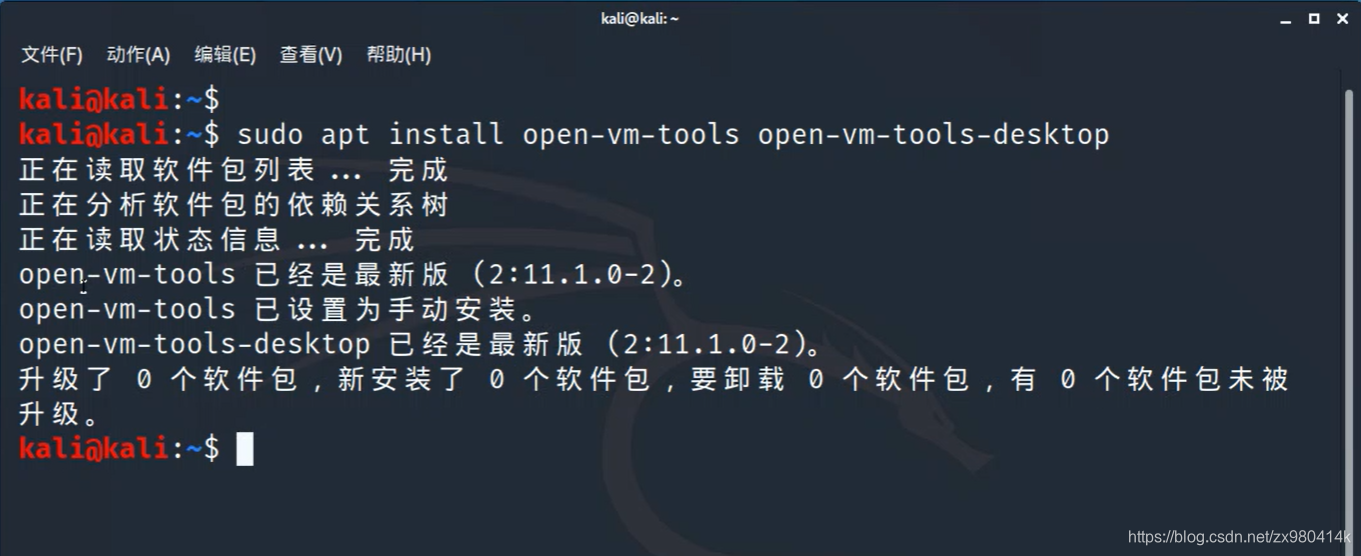 kali@kali: ~
文件(F) 动作(A) 编辑(E) 查看(V) 帮助(H)
kali@kali:~$
kali@kali:~$ sudo apt install open-vm-tools open-vm-tools-desktop
正在读取软件包列表... 完成
正在分析软件包的依赖关系树
正在读取状态信息... 完成
open-vm-tools 已经是最新版 (2:11.1.0-2)。
open-vm-tools 已设置为手动安装。
open-vm-tools-desktop 已经是最新版 (2:11.1.0-2)。
升级了 0 个软件包,新安装了 0 个软件包,要卸载 0 个软件包,有 0 个软件包未被
升级。
kali@kali:~$
https://blog.csdn.net/zx980414k